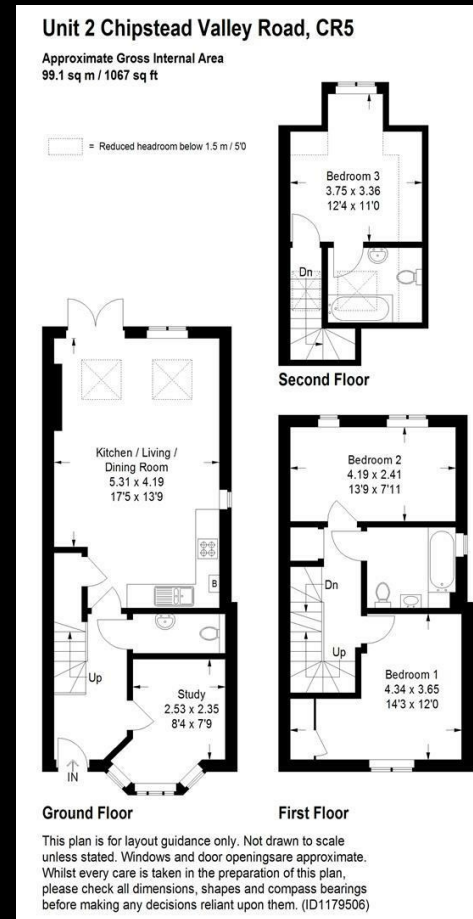 Unit 2 Chipstead Valley Road, CR5
Approximate Gross Internal Area
99.1 sq m / 1067 sq ft
= Reduced headroom below 1.5 m / 5'0
Bedroom 3
3.75 x 3.36
12'4 x 11'0
Dn
Second Floor
Kitchen / Living /
Dining Room
5.31 x 4.19
17'5 x 13'9
B
Up
Study
2.53 x 2.35
8'4 x 7'9
IN
Ground Floor
Bedroom 2
4.19 x 2.41
13'9 x 7'11
Dn
Up
Bedroom 1
4.34 x 3.65
14'3 x 12'0
First Floor
This plan is for layout guidance only. Not drawn to scale
unless stated. Windows and door openingsare approximate.
Whilst every care is taken in the preparation of this plan,
please check all dimensions, shapes and compass bearings
before making any decisions reliant upon them. (ID1179506)